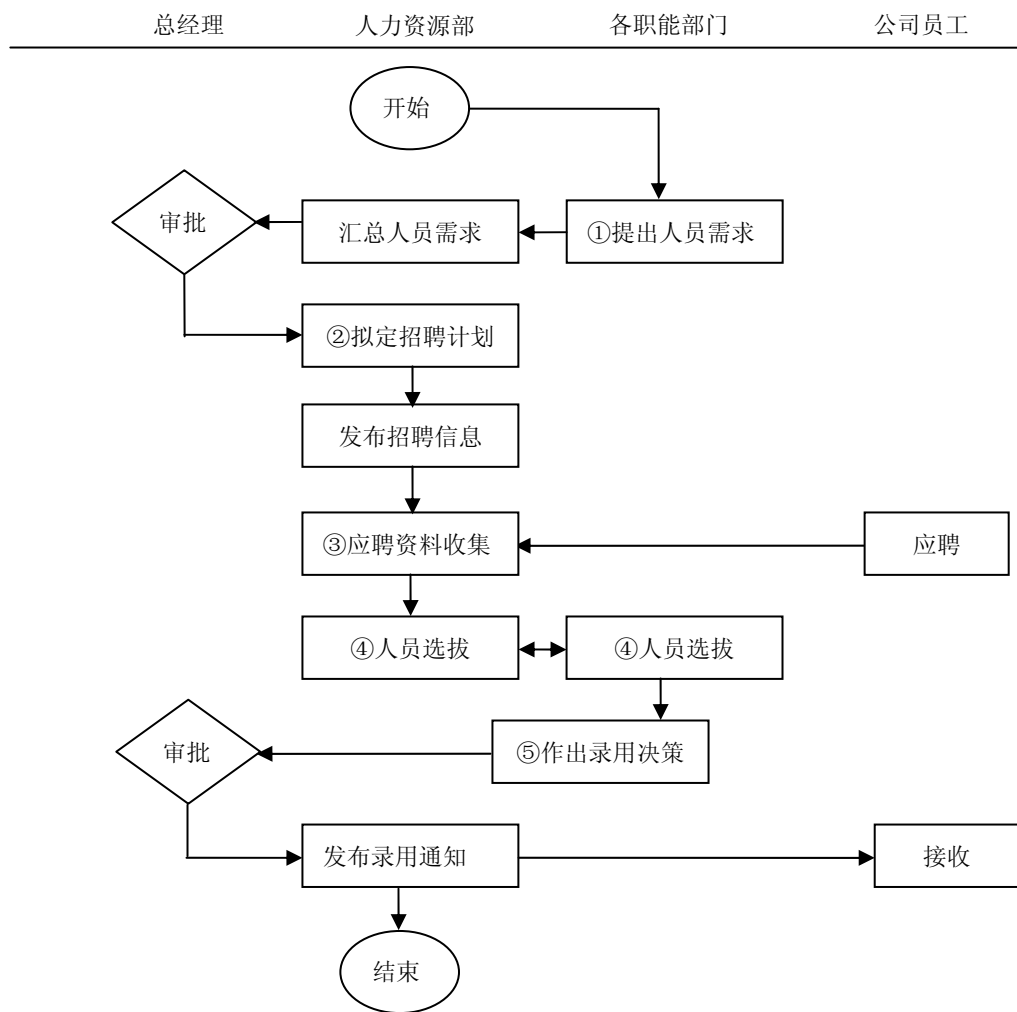 总经理 人力资源部 各职能部门 公司员工
开始
审批 汇总人员需求 ①提出人员需求
②拟定招聘计划
发布招聘信息
③应聘资料收集 应聘
④人员选拔 ④人员选拔
审批 ⑤作出录用决策
发布录用通知 接收
结束